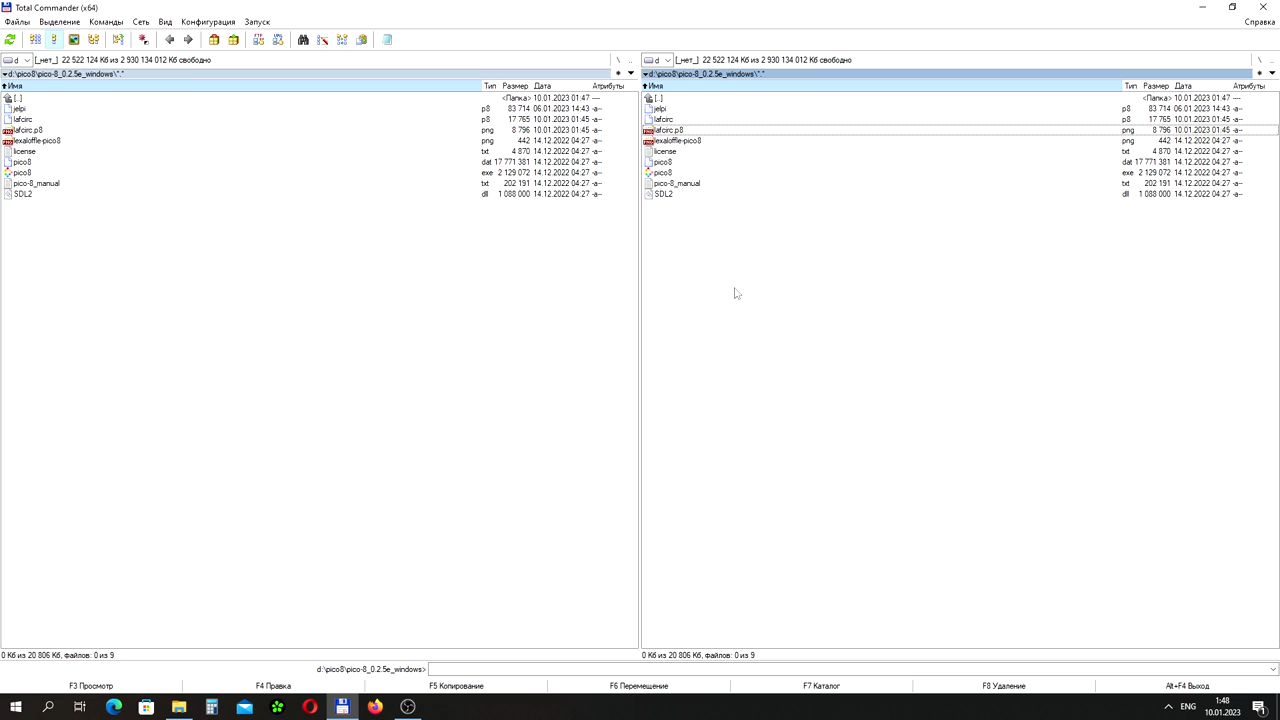 Total Commander (x64)
Файлы Выделение Команды Сеть Вид Конфигурация Запуск Справка
d [_нет_] 22 522 124 Кб из 2 930 134 012 Кб свободно \ ..
d:\pico8\pico-8_0.2.5e_windows\*.* * ▼
Имя Тип Размер Дата Атрибуты
[..] <Папка> 10.01.2023 01:47 ----
jelpi p8 83 714 06.01.2023 14:43 -a--
lafcirc p8 17 765 10.01.2023 01:45 -a--
lafcirc.p8 png 8 796 10.01.2023 01:45 -a--
lexaloffle-pico8 png 442 14.12.2022 04:27 -a--
license txt 4 870 14.12.2022 04:27 -a--
pico8 dat 17 771 381 14.12.2022 04:27 -a--
pico8 exe 2 129 072 14.12.2022 04:27 -a--
pico-8_manual txt 202 191 14.12.2022 04:27 -a--
SDL2 dll 1 088 000 14.12.2022 04:27 -a--
0 Кб из 20 806 Кб, файлов: 0 из 9
d [_нет_] 22 522 124 Кб из 2 930 134 012 Кб свободно \ ..
d:\pico8\pico-8_0.2.5e_windows\*.* * ▼
Имя Тип Размер Дата Атрибуты
[..] <Папка> 10.01.2023 01:47 ----
jelpi p8 83 714 06.01.2023 14:43 -a--
lafcirc p8 17 765 10.01.2023 01:45 -a--
lafcirc.p8 png 8 796 10.01.2023 01:45 -a--
lexaloffle-pico8 png 442 14.12.2022 04:27 -a--
license txt 4 870 14.12.2022 04:27 -a--
pico8 dat 17 771 381 14.12.2022 04:27 -a--
pico8 exe 2 129 072 14.12.2022 04:27 -a--
pico-8_manual txt 202 191 14.12.2022 04:27 -a--
SDL2 dll 1 088 000 14.12.2022 04:27 -a--
0 Кб из 20 806 Кб, файлов: 0 из 9
d:\pico8\pico-8_0.2.5e_windows>
F3 Просмотр F4 Правка F5 Копирование F6 Перемещение F7 Каталог F8 Удаление Alt+F4 Выход
ENG 1:48
10.01.2023